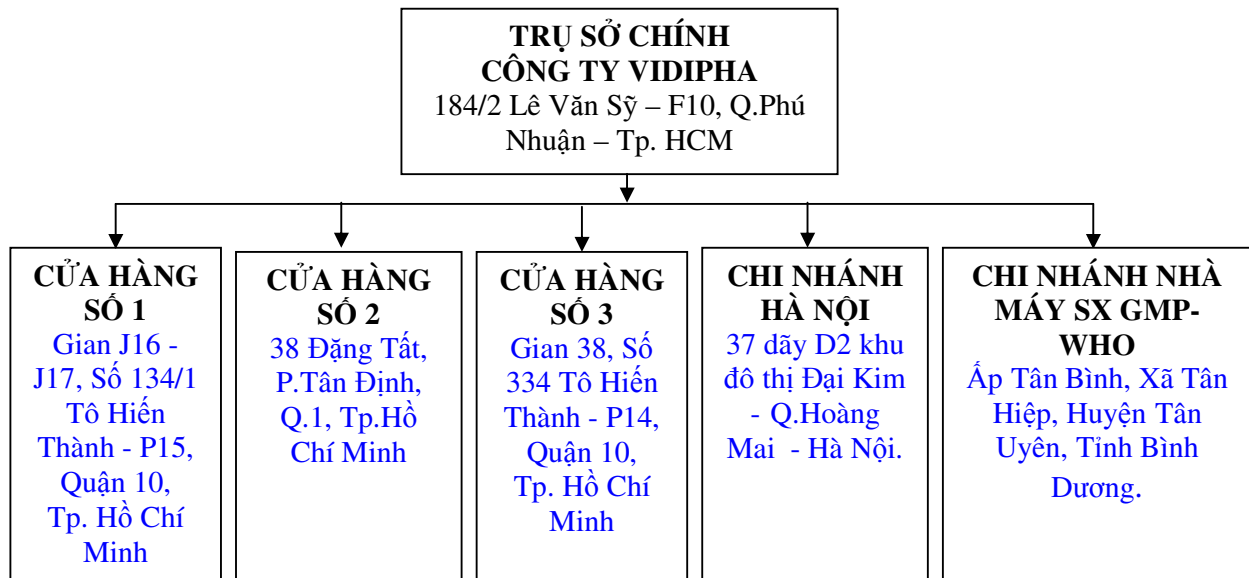 TRỤ SỞ CHÍNH
CÔNG TY VIDIPHA
184/2 Lê Văn Sỹ – F10, Q.Phú
Nhuận – Tp. HCM
CỬA HÀNG
SỐ 1
Gian J16 -
J17, Số 134/1
Tô Hiến
Thành - P15,
Quận 10,
Tp. Hồ Chí
Minh
CỬA HÀNG
SỐ 2
38 Đặng Tất,
P.Tân Định,
Q.1, Tp.Hồ
Chí Minh
CỬA HÀNG
SỐ 3
Gian 38, Số
334 Tô Hiến
Thành - P14,
Quận 10,
Tp. Hồ Chí
Minh
CHI NHÁNH
HÀ NỘI
37 dãy D2 khu
đô thị Đại Kim
- Q.Hoàng
Mai - Hà Nội.
CHI NHÁNH NHÀ
MÁY SX GMP-
WHO
Ấp Tân Bình, Xã Tân
Hiệp, Huyện Tân
Uyên, Tỉnh Bình
Dương.